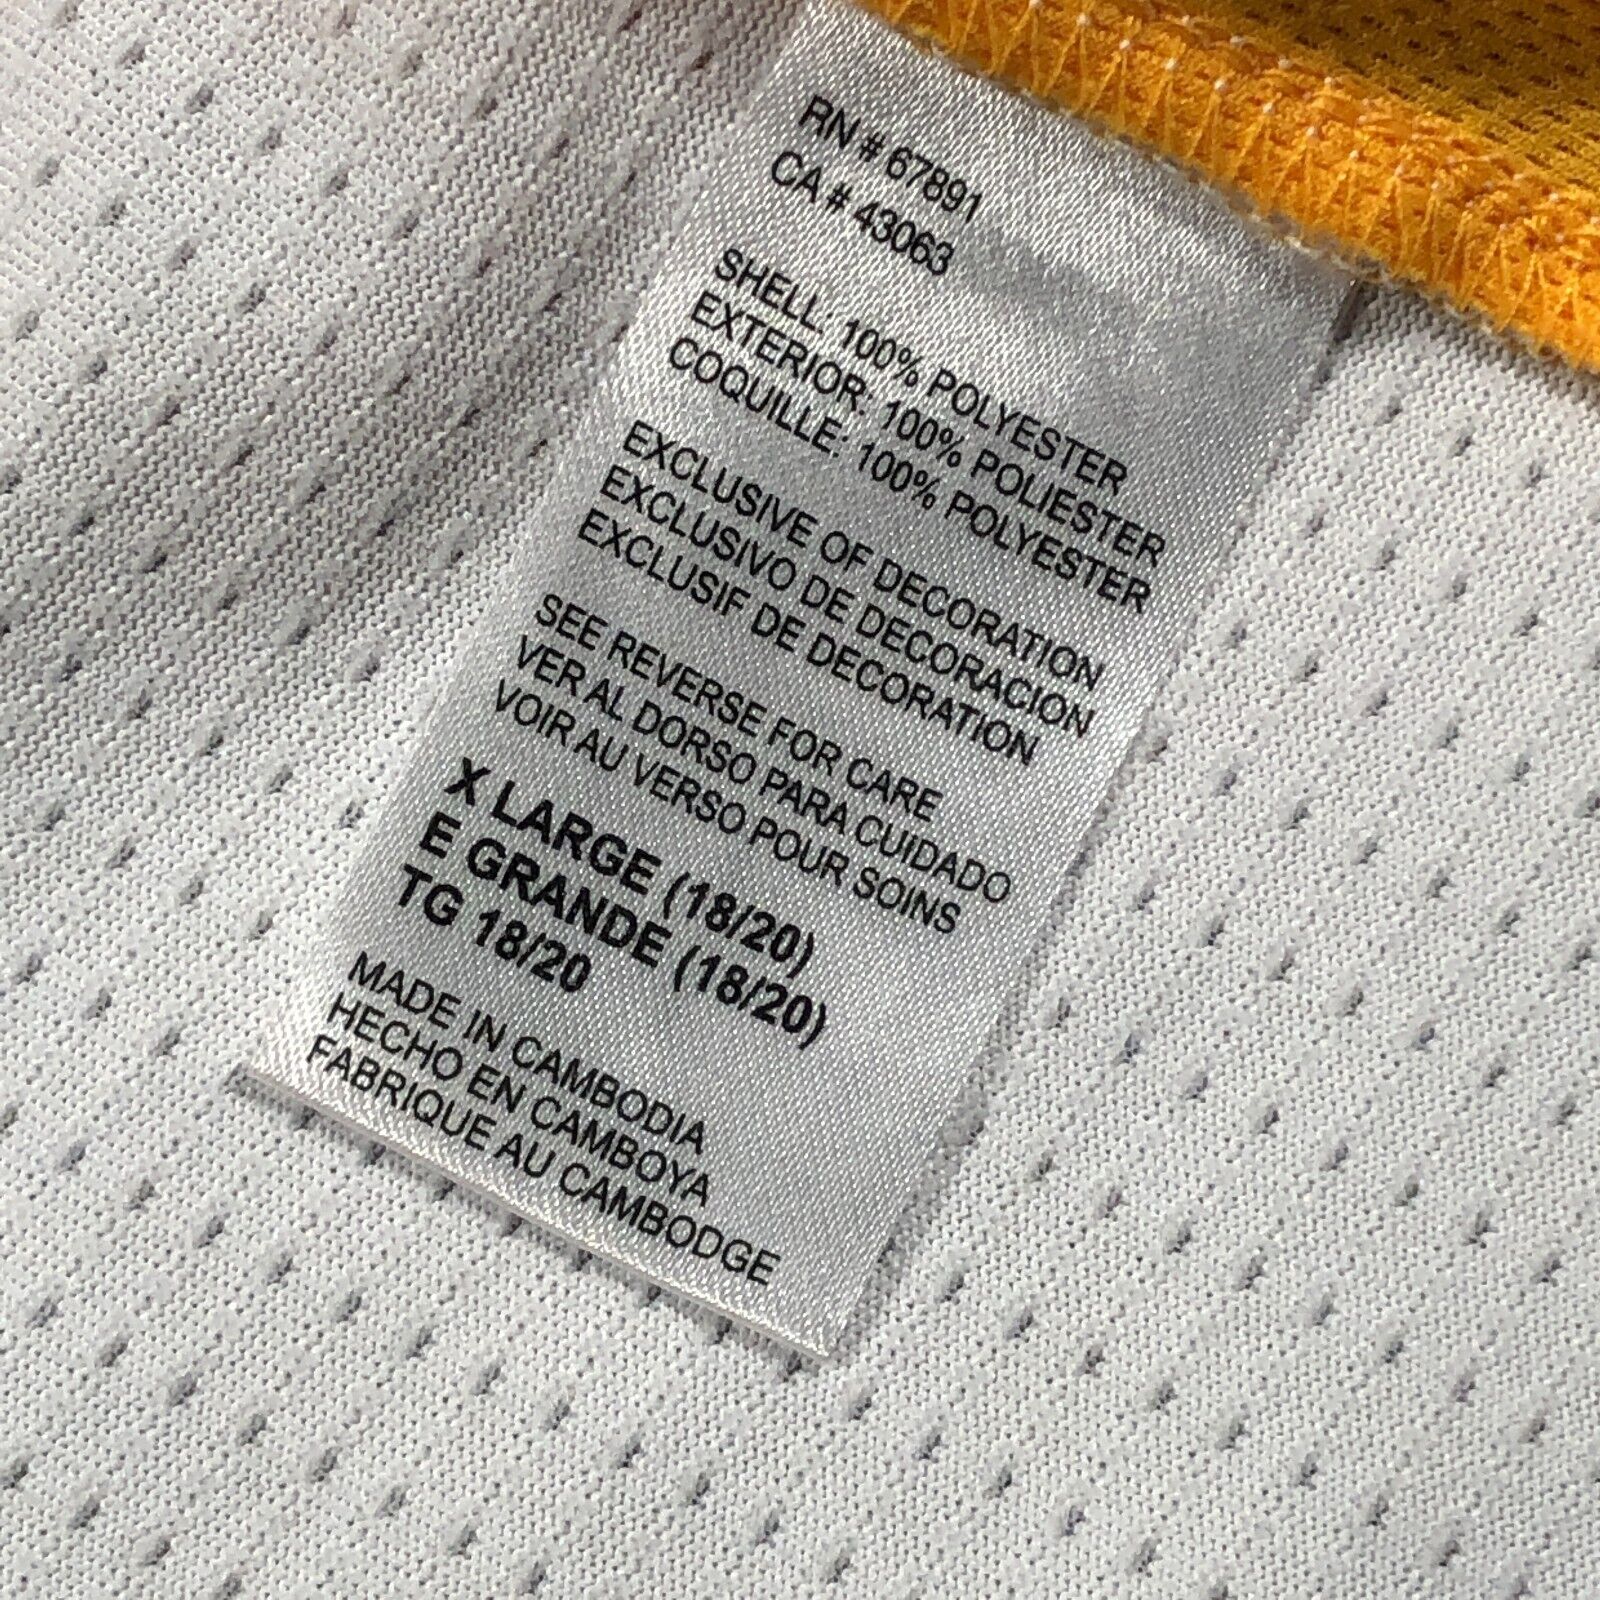 RN # 67891
CA # 43063
SHELL: 100% POLYESTER
EXTERIOR: 100% POLIESTER
COQUILLE: 100% POLYESTER
EXCLUSIVE OF DECORATION
EXCLUSIVO DE DECORACION
EXCLUSIF DE DECORATION
SEE REVERSE FOR CARE
VER AL DORSO PARA CUIDADO
VOIR AU VERSO POUR SOINS
X LARGE (18/20)
E GRANDE (18/20)
TG 18/20
MADE IN CAMBODIA
HECHO EN CAMBOYA
FABRIQUE AU CAMBODGE